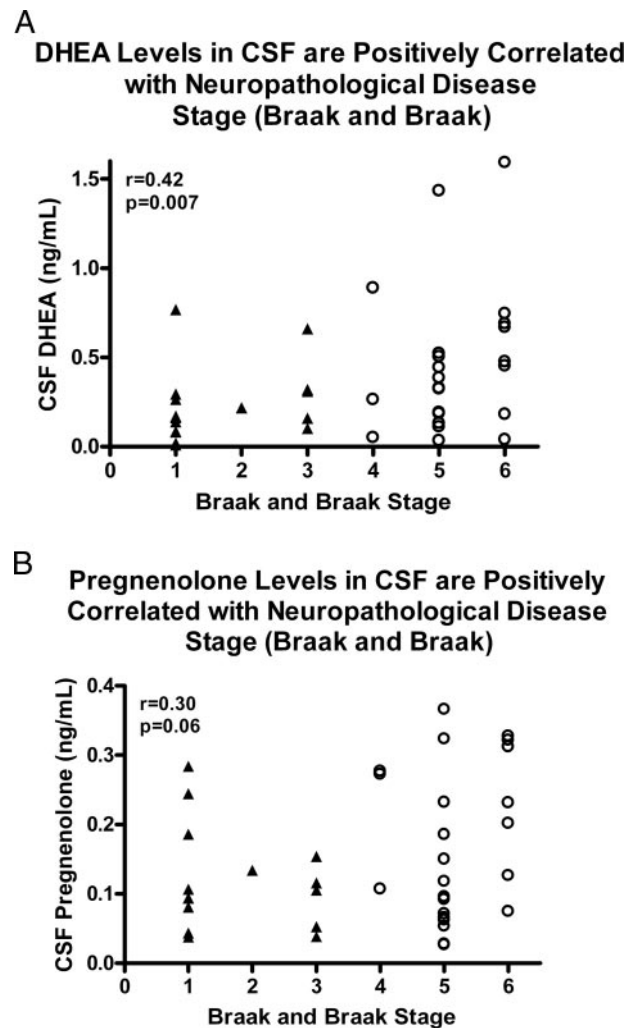 A
DHEA Levels in CSF are Positively Correlated
with Neuropathological Disease
Stage (Braak and Braak)
r=0.42
p=0.007
CSF DHEA (ng/mL)
1.5
1.0
0.5
0.0
0 1 2 3 4 5 6
Braak and Braak Stage
B
Pregnenolone Levels in CSF are Positively
Correlated with Neuropathological Disease
Stage (Braak and Braak)
r=0.30
p=0.06
CSF Pregnenolone (ng/mL)
0.4
0.3
0.2
0.1
0.0
0 1 2 3 4 5 6
Braak and Braak Stage